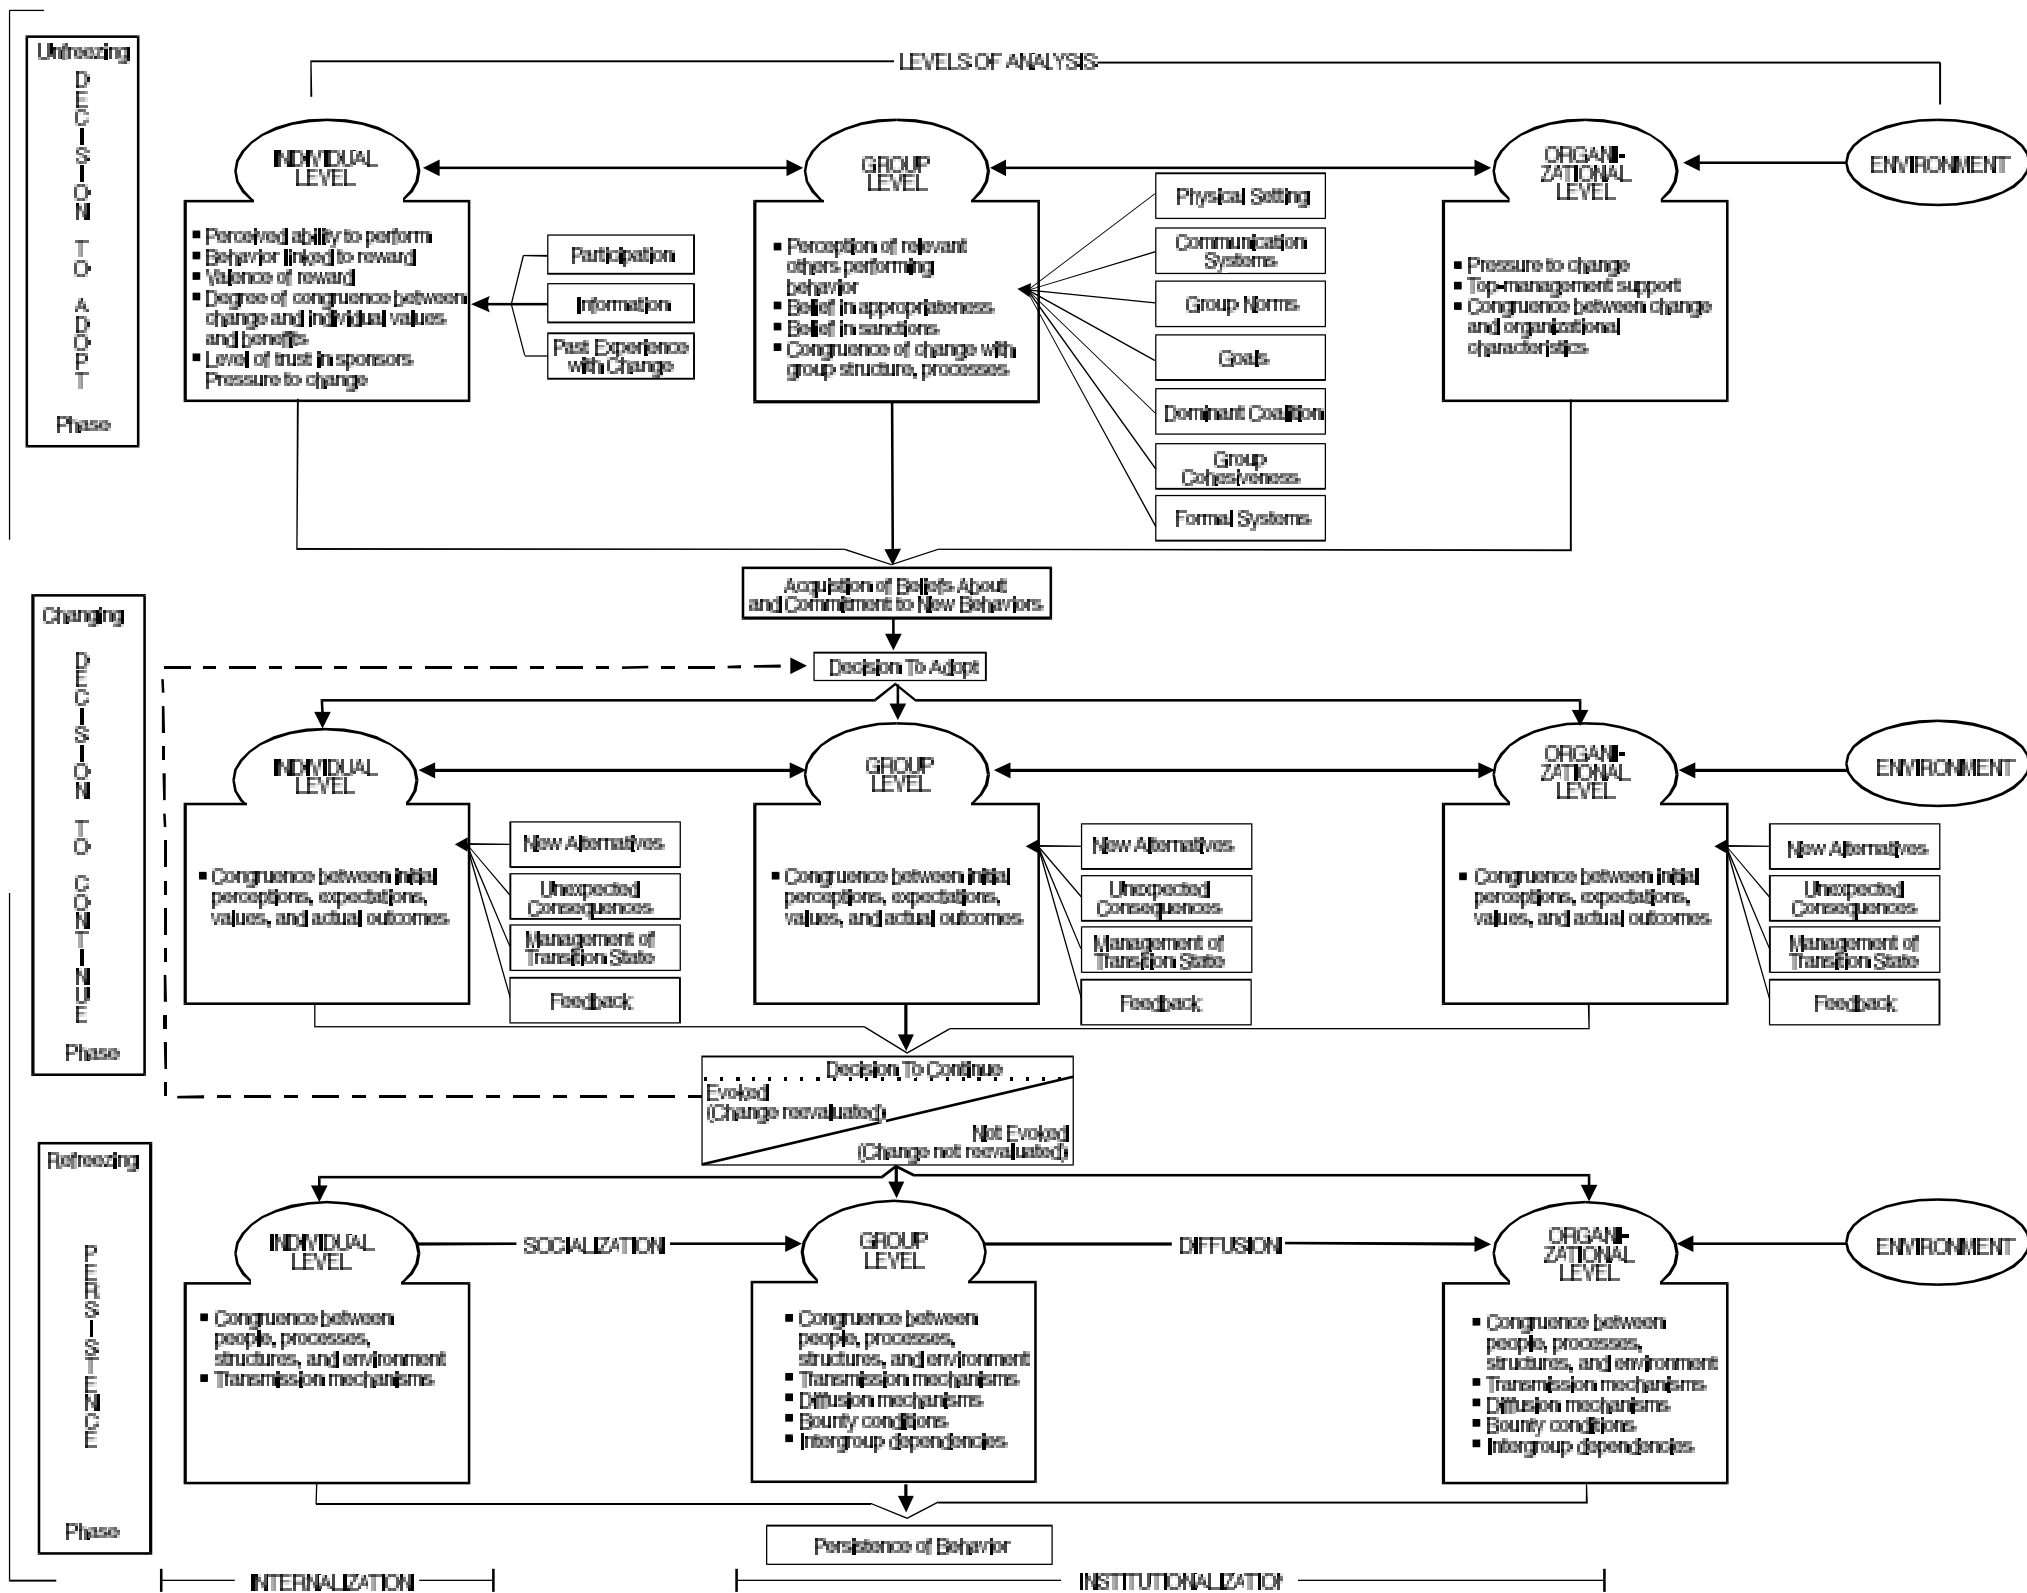 LEVELS OF ANALYSIS
Unfreezing
DECISION TO ADOPT
Phase
INDIVIDUAL
LEVEL
▪ Perceived ability to perform
▪ Behavior linked to reward
▪ Valence of reward
▪ Degree of congruence between
change and individual values
and benefits
▪ Level of trust in sponsors
Pressure to change
Participation
Information
Past Experience
with Change
GROUP
LEVEL
▪ Perception of relevant
others performing
behavior
▪ Belief in appropriateness
▪ Belief in sanctions
▪ Congruence of change with
group structure, processes
Physical Setting
Communication
Systems
Group Norms
Goals
Dominant Coalition
Group
Cohesiveness
Formal Systems
ORGANI-
ZATIONAL
LEVEL
▪ Pressure to change
▪ Top-management support
▪ Congruence between change
and organizational
characteristics
ENVIRONMENT
Acquistion of Beliefs About
and Commitment to New Behaviors
Decision To Adopt
Changing
DECISION TO CONTINUE
Phase
INDIVIDUAL
LEVEL
▪ Congruence between initial
perceptions, expectations,
values, and actual outcomes
New Alternatives
Unexpected
Consequences
Management of
Transition State
Feedback
GROUP
LEVEL
▪ Congruence between initial
perceptions, expectations,
values, and actual outcomes
New Alternatives
Unexpected
Consequences
Management of
Transition State
Feedback
ORGANI-
ZATIONAL
LEVEL
▪ Congruence between initial
perceptions, expectations,
values, and actual outcomes
New Alternatives
Unexpected
Consequences
Management of
Transition State
Feedback
ENVIRONMENT
Decision To Continue
Evoked
(Change reevaluated)
Not Evoked
(Change not reevaluated)
Refreezing
PERSISTENCE
Phase
INDIVIDUAL
LEVEL
▪ Congruence between
people, processes,
structures, and environment
▪ Transmission mechanisms
SOCIALIZATION
GROUP
LEVEL
▪ Congruence between
people, processes,
structures, and environment
▪ Transmission mechanisms
▪ Diffusion mechanisms
▪ Bounty conditions
▪ Intergroup dependencies
DIFFUSION
ORGANI-
ZATIONAL
LEVEL
▪ Congruence between
people, processes,
structures, and environment
▪ Transmission mechanisms
▪ Diffusion mechanisms
▪ Bounty conditions
▪ Intergroup dependencies
ENVIRONMENT
Persistence of Behavior
INTERNALIZATION
INSTITUTIONALIZATION